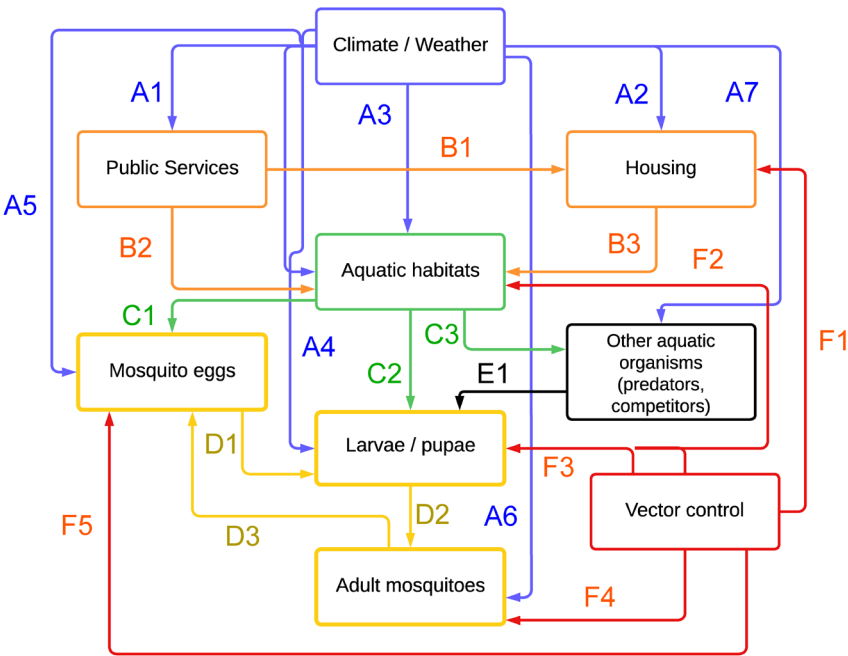 Climate / Weather
A1
A3
A2
A7
Public Services
B1
Housing
A5
B2
B3
F2
Aquatic habitats
C1
C3
A4
F1
Mosquito eggs
Other aquatic
organisms
(predators,
competitors)
C2
E1
D1
Larvae / pupae
F3
D2
A6
Vector control
F5
D3
Adult mosquitoes
F4